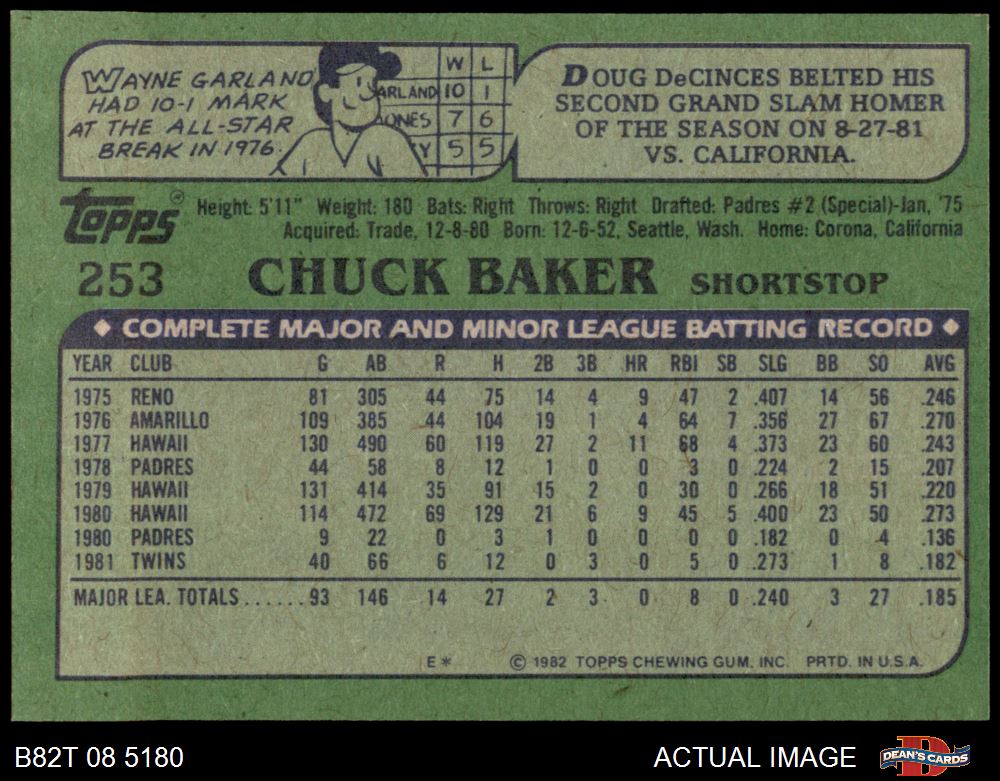 WAYNE GARLAND
HAD 10-1 MARK
AT THE ALL-STAR
BREAK IN 1976.
W L
ARLAND 10 1
ONES 7 6
Y 5 5
DOUG DeCINCES BELTED HIS
SECOND GRAND SLAM HOMER
OF THE SEASON ON 8-27-81
VS. CALIFORNIA.
Topps®
Height: 5'11" Weight: 180 Bats: Right Throws: Right Drafted: Padres #2 (Special)-Jan, '75
Acquired: Trade, 12-8-80 Born: 12-6-52, Seattle, Wash. Home: Corona, California
253 CHUCK BAKER SHORTSTOP
◆ COMPLETE MAJOR AND MINOR LEAGUE BATTING RECORD ◆
YEAR CLUB G AB R H 2B 3B HR RBI SB SLG BB SO AVG
1975 RENO 81 305 44 75 14 4 9 47 2 .407 14 56 .246
1976 AMARILLO 109 385 44 104 19 1 4 64 7 .356 27 67 .270
1977 HAWAII 130 490 60 119 27 2 11 68 4 .373 23 60 .243
1978 PADRES 44 58 8 12 1 0 0 3 0 .224 2 15 .207
1979 HAWAII 131 414 35 91 15 2 0 30 0 .266 18 51 .220
1980 HAWAII 114 472 69 129 21 6 9 45 5 .400 23 50 .273
1980 PADRES 9 22 0 3 1 0 0 0 0 .182 0 4 .136
1981 TWINS 40 66 6 12 0 3 0 5 0 .273 1 8 .182
MAJOR LEA. TOTALS......93 146 14 27 2 3 0 8 0 .240 3 27 .185
E* © 1982 TOPPS CHEWING GUM, INC. PRTD. IN U.S.A.
B82T 08 5180 ACTUAL IMAGE DEAN'S CARDS